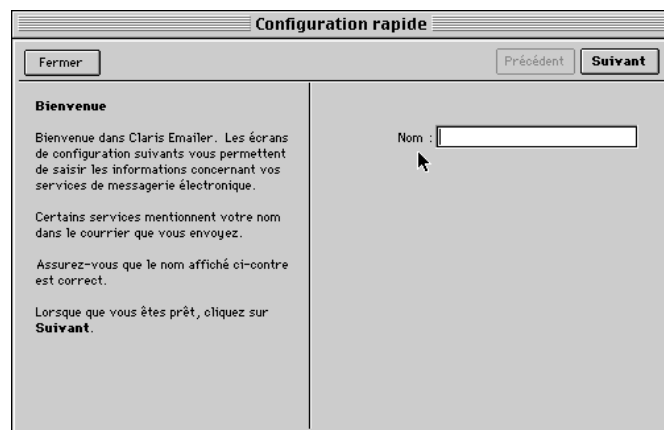 Configuration rapide
Fermer
Précédent
Suivant
Bienvenue
Bienvenue dans Claris Emailer. Les écrans
de configuration suivants vous permettent
de saisir les informations concernant vos
services de messagerie électronique.
Certains services mentionnent votre nom
dans le courrier que vous envoyez.
Assurez-vous que le nom affiché ci-contre
est correct.
Lorsque que vous êtes prêt, cliquez sur
Suivant.
Nom :